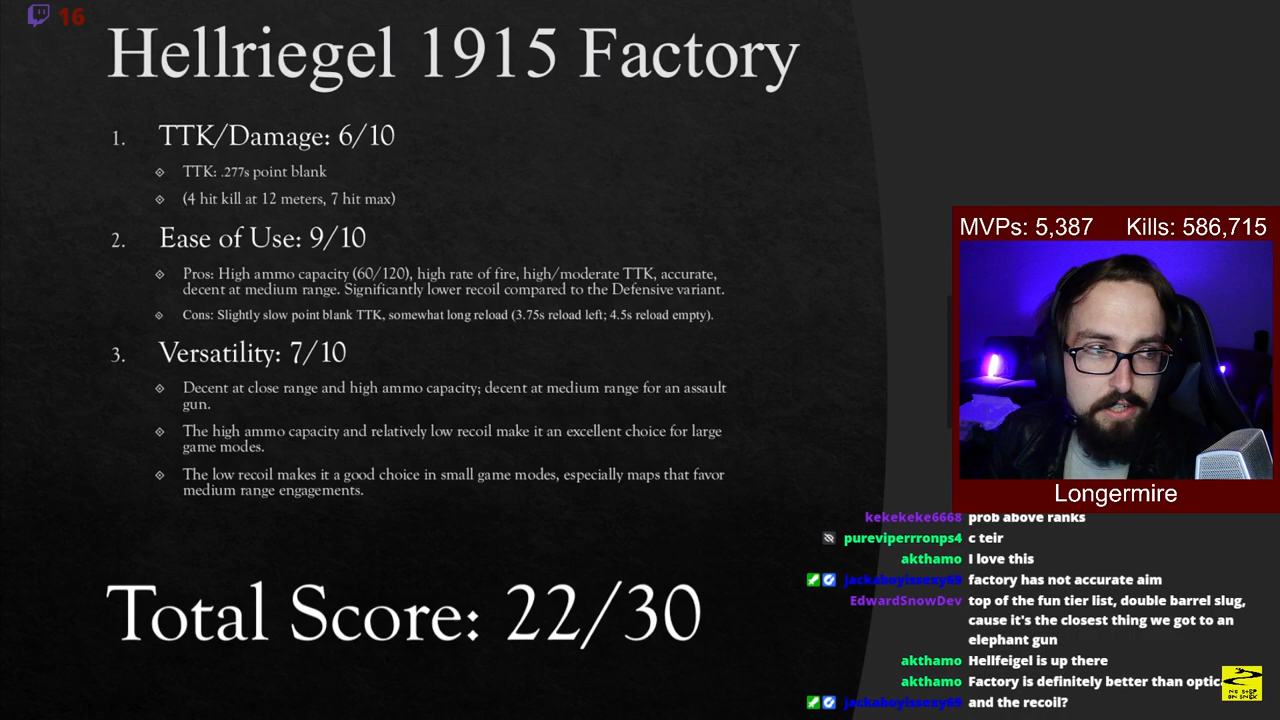 16
Hellriegel 1915 Factory
1. TTK/Damage: 6/10
TTK: .277s point blank
(4 hit kill at 12 meters, 7 hit max)
2. Ease of Use: 9/10
Pros: High ammo capacity (60/120), high rate of fire, high/moderate TTK, accurate,
decent at medium range. Significantly lower recoil compared to the Defensive variant.
Cons: Slightly slow point blank TTK, somewhat long reload (3.75s reload left; 4.5s reload empty).
3. Versatility: 7/10
Decent at close range and high ammo capacity; decent at medium range for an assault
gun.
The high ammo capacity and relatively low recoil make it an excellent choice for large
game modes.
The low recoil makes it a good choice in small game modes, especially maps that favor
medium range engagements.
Total Score: 22/30
MVPs: 5,387 Kills: 586,715
Longermire
kekekeke6668 prob above ranks
pureviperrronps4 c teir
akthamo I love this
jackaboyissexy69 factory has not accurate aim
EdwardSnowDev top of the fun tier list, double barrel slug,
cause it's the closest thing we got to an
elephant gun
akthamo Hellfeigel is up there
akthamo Factory is definitely better than optic
jackaboyissexy69 and the recoil?
NO STEP
ON SNEK